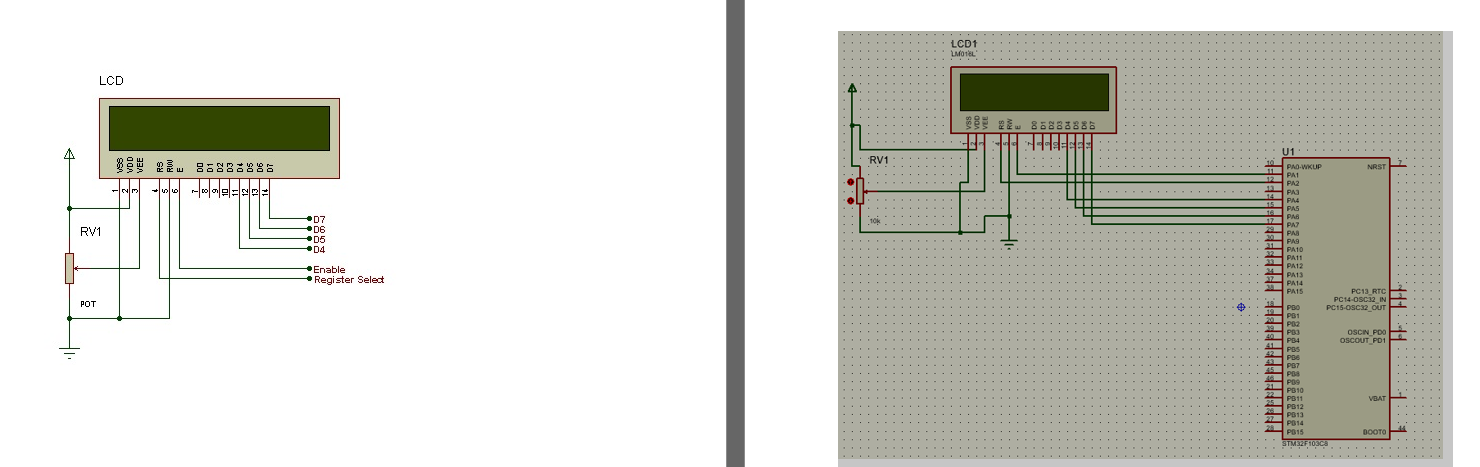 LCD
VSS
VDD
VEE
RS
RW
E
D0
D1
D2
D3
D4
D5
D6
D7
1
2
3
4
5
6
7
8
9
10
11
12
13
14
D7
D6
D5
D4
Enable
Register Select
RV1
POT
LCD1
LM016L
VSS
VDD
VEE
RS
RW
E
D0
D1
D2
D3
D4
D5
D6
D7
1
2
3
4
5
6
7
8
9
10
11
12
13
14
RV1
10k
U1
10 PA0-WKUP NRST 7
11 PA1
12 PA2
13 PA3
14 PA4
15 PA5
16 PA6
17 PA7
29 PA8
30 PA9
31 PA10
32 PA11
33 PA12
34 PA13
37 PA14
38 PA15
PC13_RTC 2
PC14-OSC32_IN 3
PC15-OSC32_OUT 4
18 PB0
19 PB1
20 PB2
39 PB3
40 PB4
41 PB5
42 PB6
43 PB7
45 PB8
46 PB9
21 PB10
22 PB11
25 PB12
26 PB13
27 PB14
28 PB15
OSCIN_PD0 5
OSCOUT_PD1 6
VBAT 1
BOOT0 44
STM32F103C8